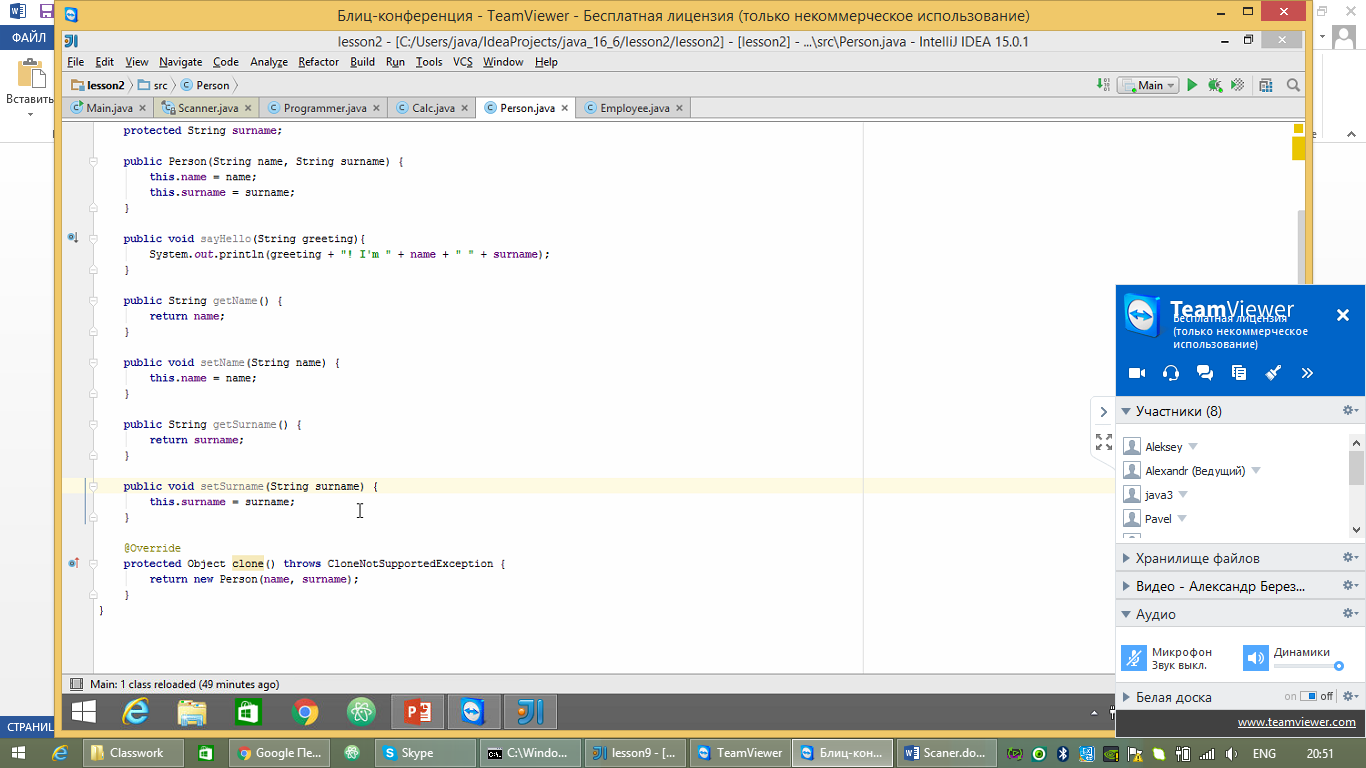 Блиц-конференция - TeamViewer - Бесплатная лицензия (только некоммерческое использование)
ФАЙЛ
Вставить
lesson2 - [C:/Users/java/IdeaProjects/java_16_6/lesson2/lesson2] - [lesson2] - ...\src\Person.java - IntelliJ IDEA 15.0.1
File Edit View Navigate Code Analyze Refactor Build Run Tools VCS Window Help
lesson2 src Person Main
Main.java Scanner.java Programmer.java Calc.java Person.java Employee.java
protected String surname;
public Person(String name, String surname) {
this.name = name;
this.surname = surname;
}
public void sayHello(String greeting){
System.out.println(greeting + "! I'm " + name + " " + surname);
}
public String getName() {
return name;
}
public void setName(String name) {
this.name = name;
}
public String getSurname() {
return surname;
}
public void setSurname(String surname) {
this.surname = surname;
}
@Override
protected Object clone() throws CloneNotSupportedException {
return new Person(name, surname);
}
}
Main: 1 class reloaded (49 minutes ago)
TeamViewer
Бесплатная лицензия
(только некоммерческое
использование)
Участники (8)
Aleksey
Alexandr (Ведущий)
java3
Pavel
Хранилище файлов
Видео - Александр Берез...
Аудио
Микрофон
Звук выкл.
Динамики
Белая доска on off
www.teamviewer.com
СТРАНИЦ
Classwork Google Пе... Skype C:\Windo... lesson9 - [... TeamViewer Блиц-кон... Scaner.do... ENG 20:51